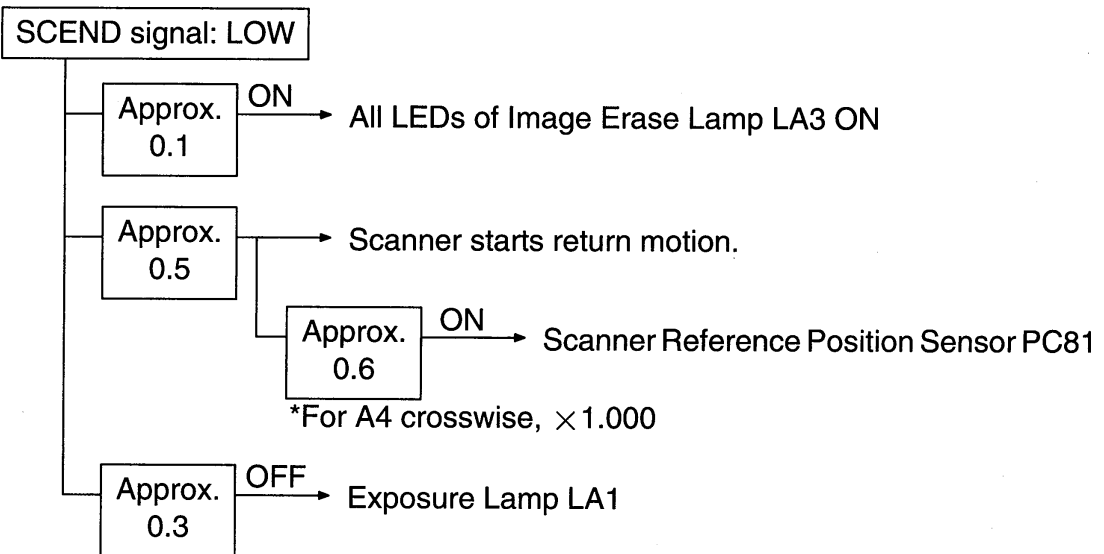 SCEND signal: LOW
Approx.
0.1
ON
All LEDs of Image Erase Lamp LA3 ON
Approx.
0.5
Scanner starts return motion.
Approx.
0.6
ON
Scanner Reference Position Sensor PC81
*For A4 crosswise, ×1.000
Approx.
0.3
OFF
Exposure Lamp LA1